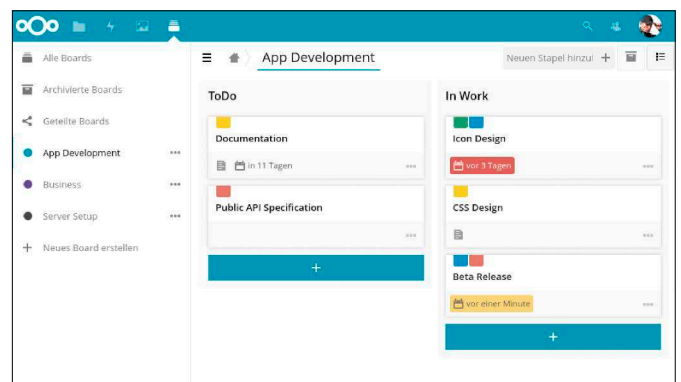 Alle Boards
Archivierte Boards
Geteilte Boards
App Development
Business
Server Setup
Neues Board erstellen
App Development
Neuen Stapel hinzu
ToDo
Documentation
in 11 Tagen
Public API Specification
+
In Work
Icon Design
vor 3 Tagen
CSS Design
Beta Release
vor einer Minute
+